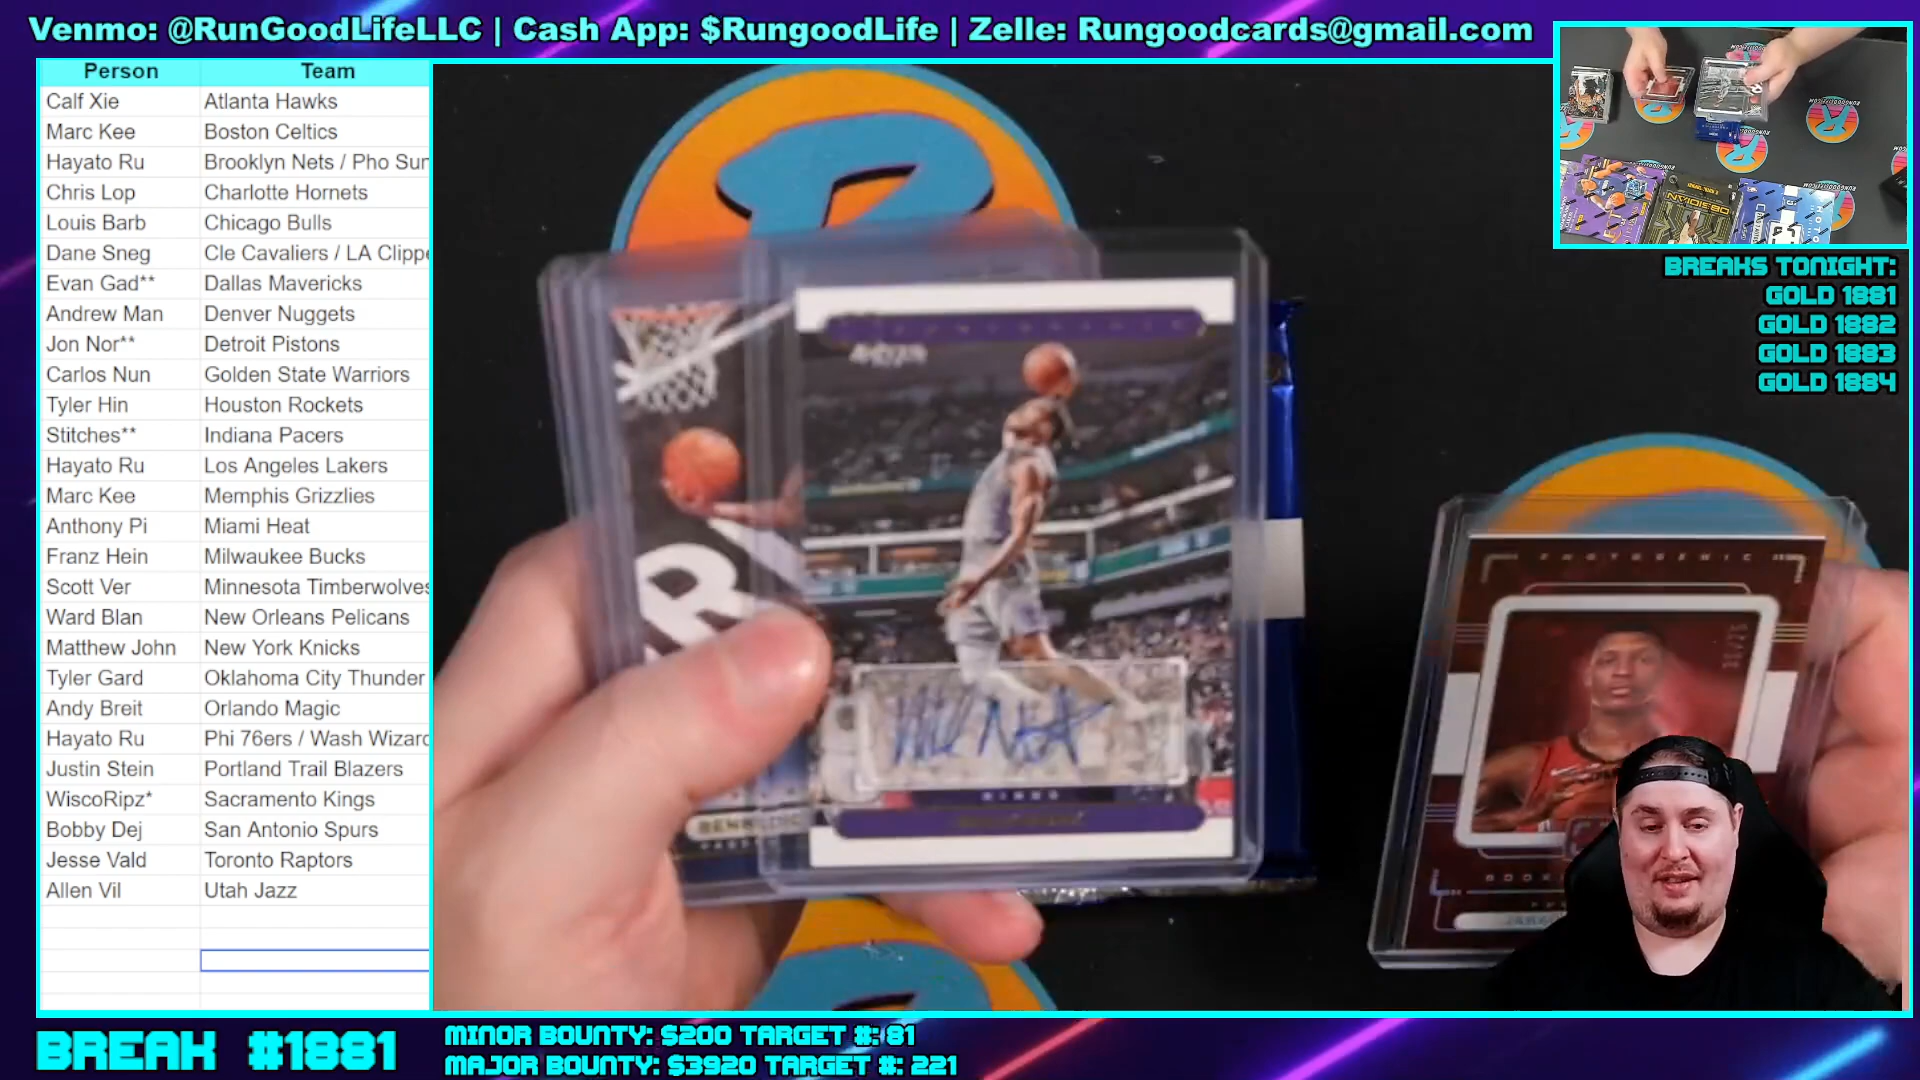 Venmo: @RunGoodLifeLLC | Cash App: $RungoodLife | Zelle: Rungoodcards@gmail.com
Person Team
Calf Xie Atlanta Hawks
Marc Kee Boston Celtics
Hayato Ru Brooklyn Nets / Pho Sun
Chris Lop Charlotte Hornets
Louis Barb Chicago Bulls
Dane Sneg Cle Cavaliers / LA Clippe
Evan Gad** Dallas Mavericks
Andrew Man Denver Nuggets
Jon Nor** Detroit Pistons
Carlos Nun Golden State Warriors
Tyler Hin Houston Rockets
Stitches** Indiana Pacers
Hayato Ru Los Angeles Lakers
Marc Kee Memphis Grizzlies
Anthony Pi Miami Heat
Franz Hein Milwaukee Bucks
Scott Ver Minnesota Timberwolves
Ward Blan New Orleans Pelicans
Matthew John New York Knicks
Tyler Gard Oklahoma City Thunder
Andy Breit Orlando Magic
Hayato Ru Phi 76ers / Wash Wizard
Justin Stein Portland Trail Blazers
WiscoRipz* Sacramento Kings
Bobby Dej San Antonio Spurs
Jesse Vald Toronto Raptors
Allen Vil Utah Jazz
BREAKS TONIGHT:
GOLD 1881
GOLD 1882
GOLD 1883
GOLD 1884
PHOTOGENIC
KINGS
OBSIDIAN
BREAK #1881
MINOR BOUNTY: $200 TARGET #: 81
MAJOR BOUNTY: $3920 TARGET #: 221